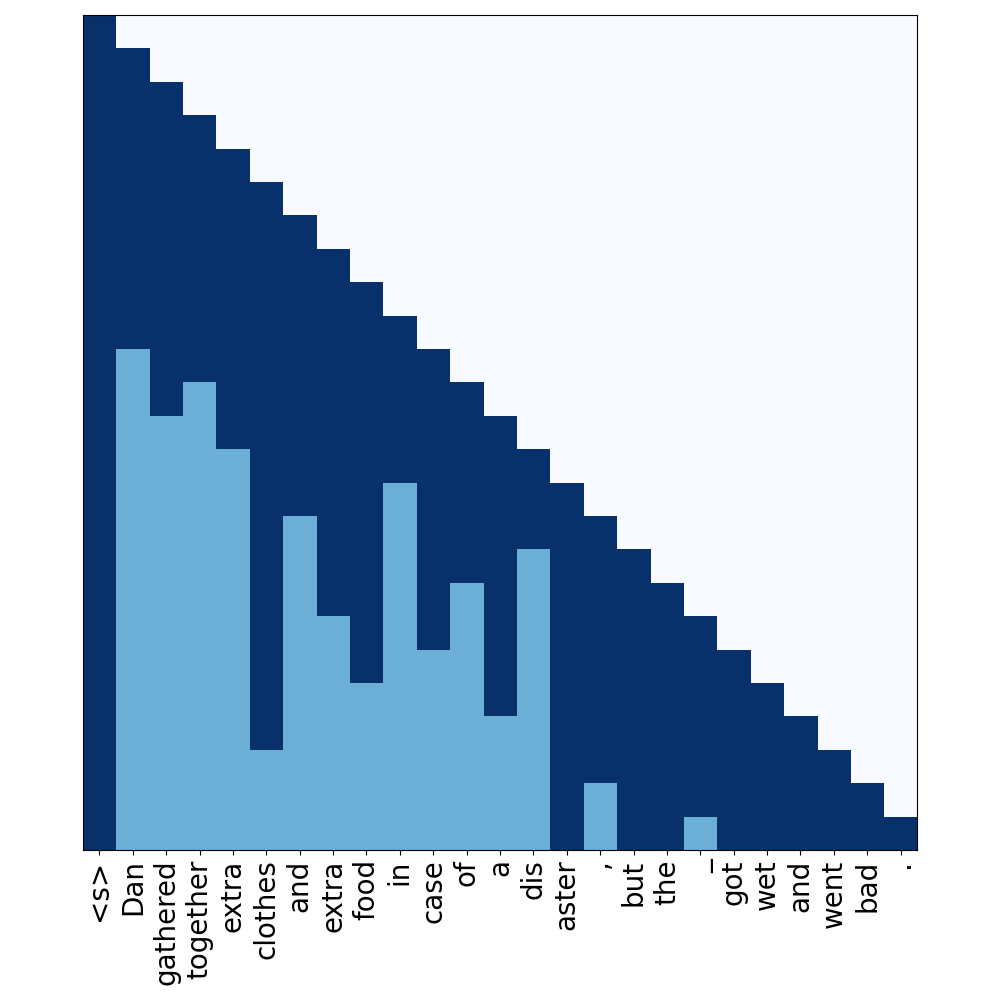 <s>
Dan
gathered
together
extra
clothes
and
extra
food
in
case
of
a
dis
aster
,
but
the
_
got
wet
and
went
bad
.